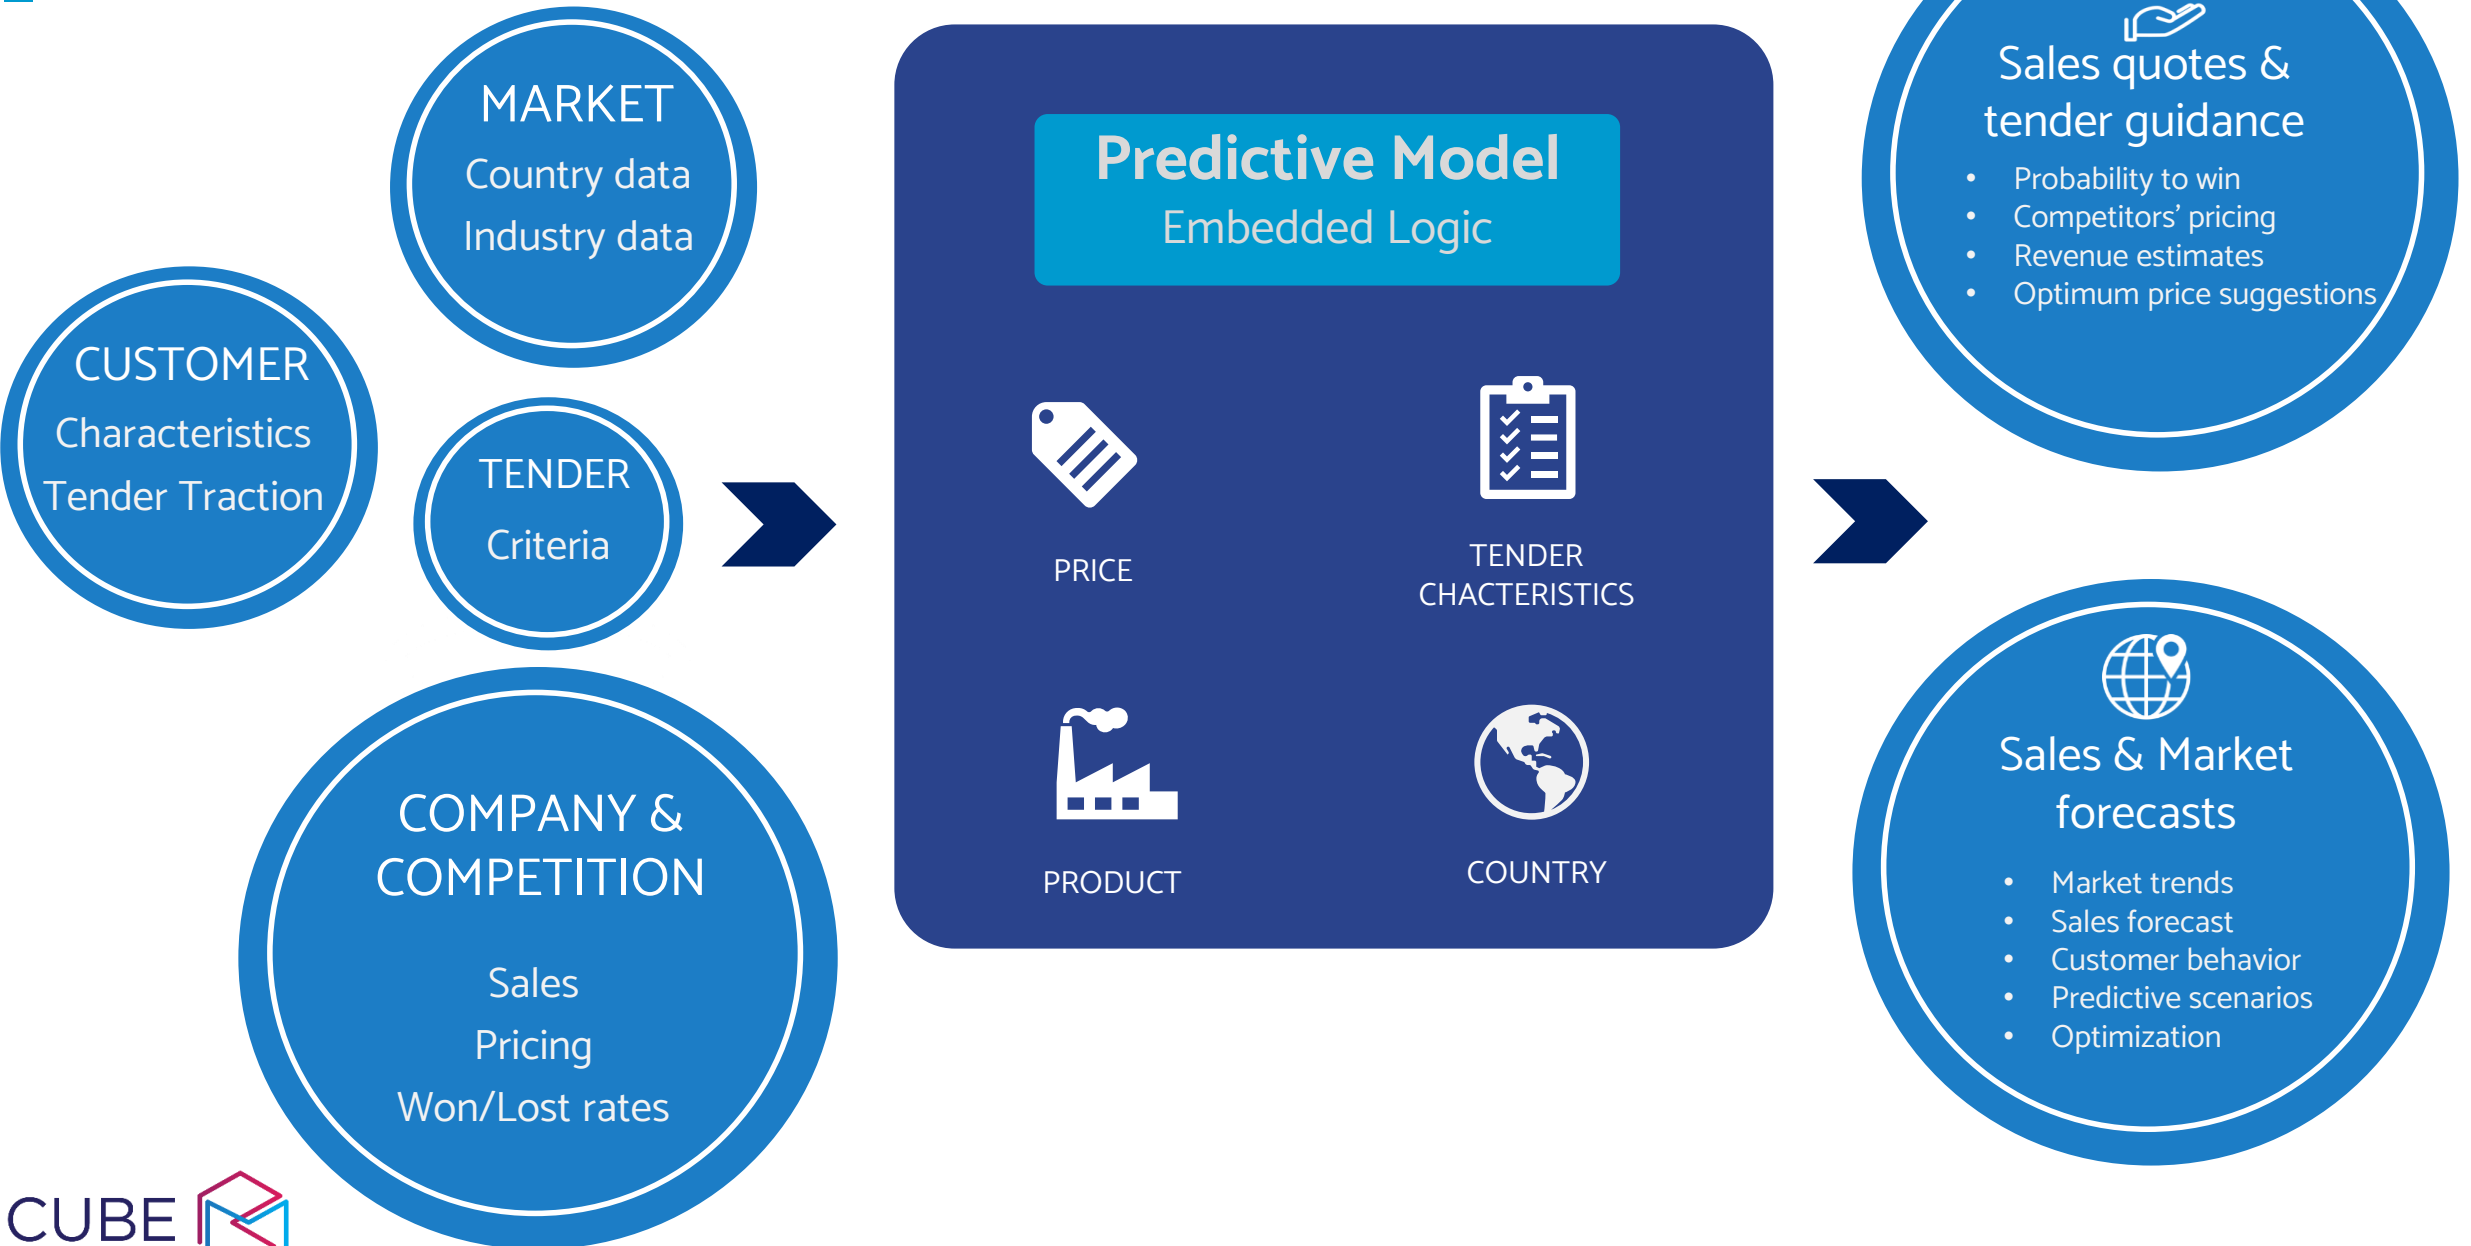 MARKET
Country data
Industry data
CUSTOMER
Characteristics
Tender Traction
TENDER
Criteria
COMPANY &
COMPETITION
Sales
Pricing
Won/Lost rates
CUBE
Predictive Model
Embedded Logic
PRICE
TENDER
CHACTERISTICS
PRODUCT
COUNTRY
Sales quotes &
tender guidance
• Probability to win
• Competitors’ pricing
• Revenue estimates
• Optimum price suggestions
Sales & Market
forecasts
• Market trends
• Sales forecast
• Customer behavior
• Predictive scenarios
• Optimization